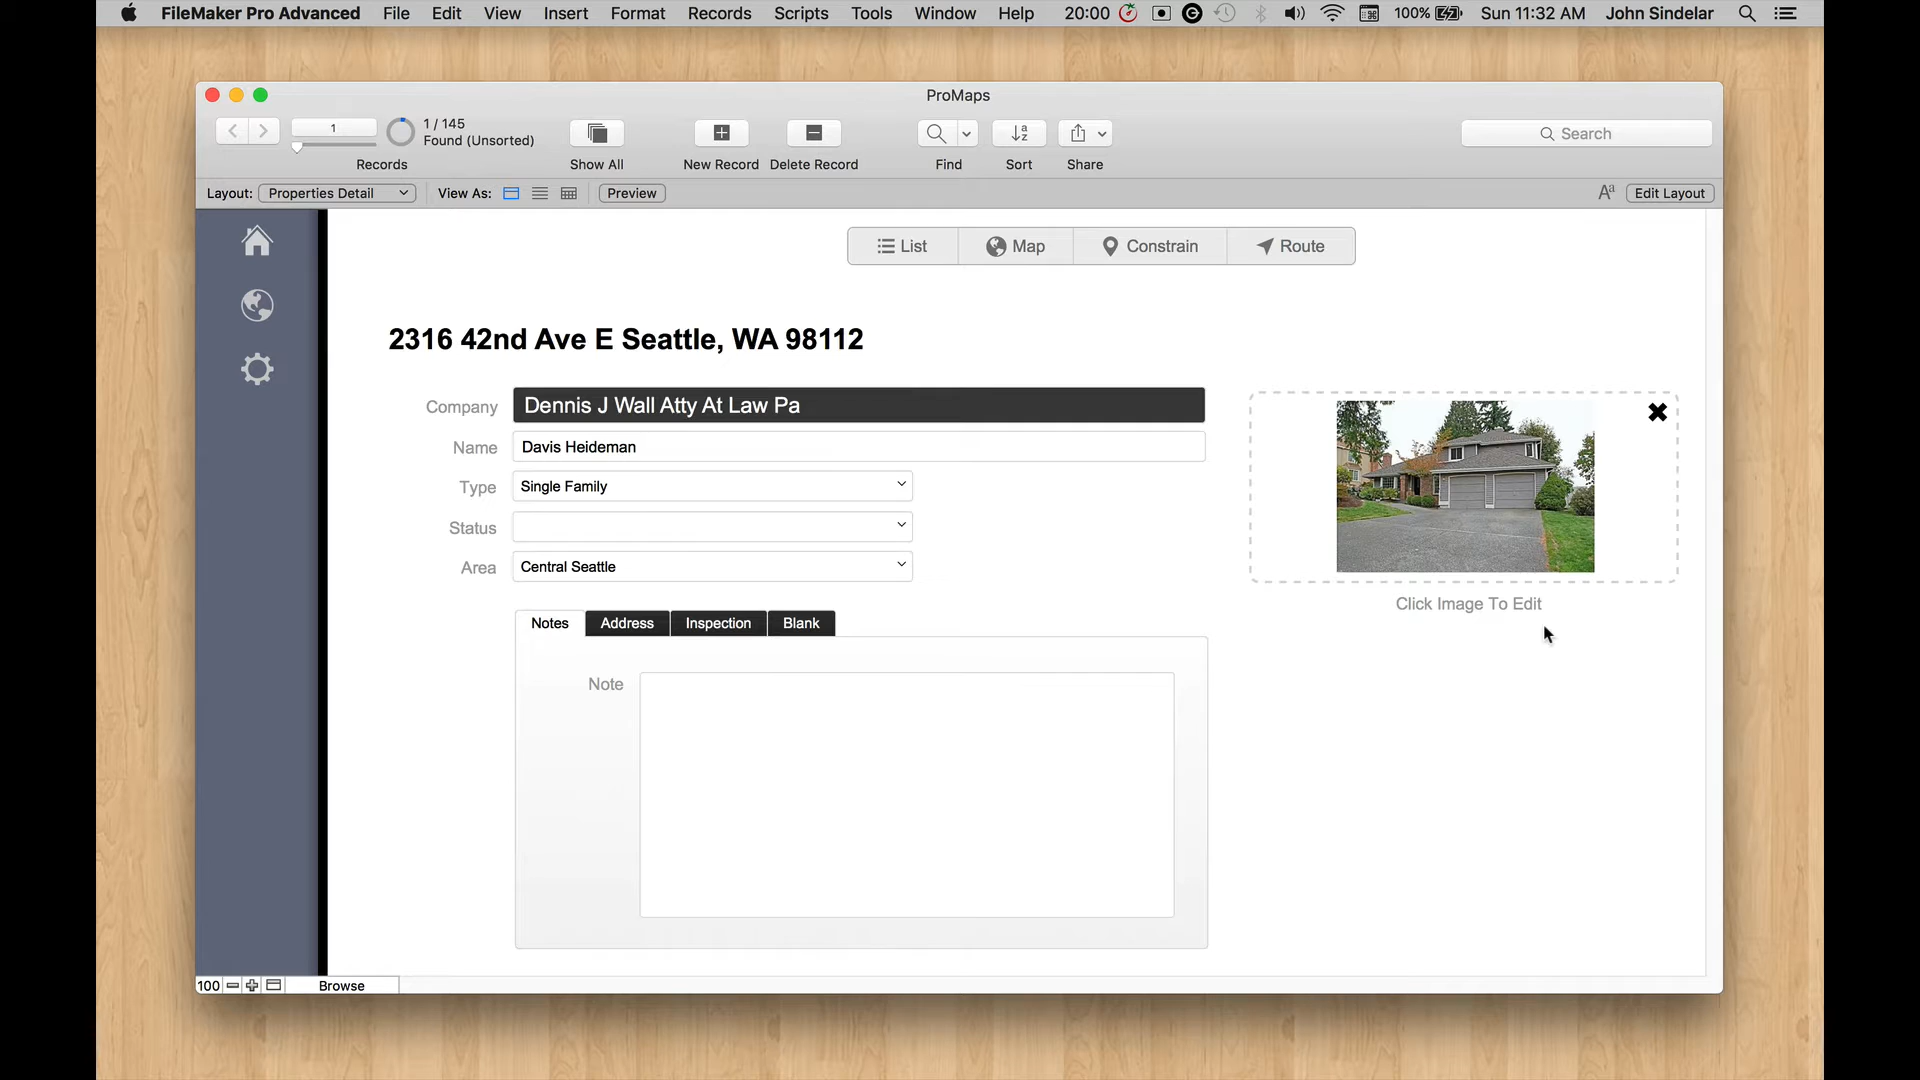 FileMaker Pro Advanced File Edit View Insert Format Records Scripts Tools Window Help 20:00 100% Sun 11:32 AM John Sindelar
ProMaps
1
1 / 145
Found (Unsorted)
Search
Records Show All New Record Delete Record Find Sort Share
Layout: Properties Detail View As: Preview Aa Edit Layout
List Map Constrain Route
2316 42nd Ave E Seattle, WA 98112
Company Dennis J Wall Atty At Law Pa
Name Davis Heideman
Type Single Family
Status
Area Central Seattle
Click Image To Edit
Notes Address Inspection Blank
Note
100 Browse